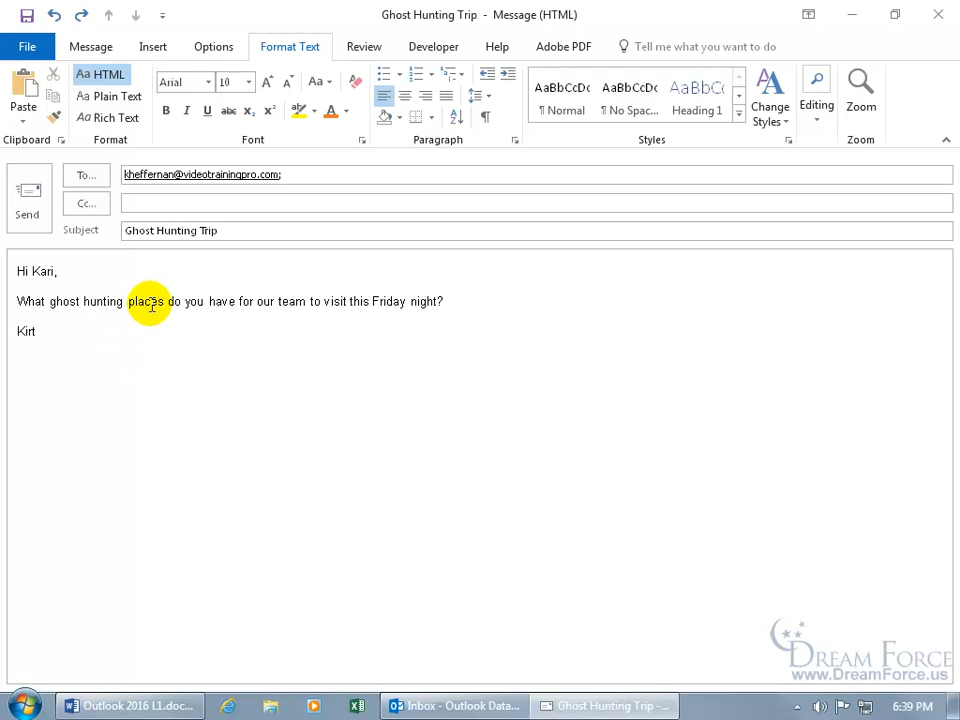 Ghost Hunting Trip - Message (HTML)
File Message Insert Options Format Text Review Developer Help Adobe PDF Tell me what you want to do
Paste
Aa HTML
Aa Plain Text
Aa Rich Text
Arial 10 A A Aa
B I U abc x2 x2 A
AaBbCcDc AaBbCcDc AaBbCc
¶ Normal ¶ No Spac... Heading 1
Change Styles
Editing
Zoom
Clipboard Format Font Paragraph Styles Zoom
Send
To... kheffernan@videotrainingpro.com;
Cc...
Subject Ghost Hunting Trip
Hi Kari,
What ghost hunting places do you have for our team to visit this Friday night?
Kirt
DREAM FORCE
www.DreamForce.us
Outlook 2016 L1.doc... Inbox - Outlook Data... Ghost Hunting Trip -... 6:39 PM